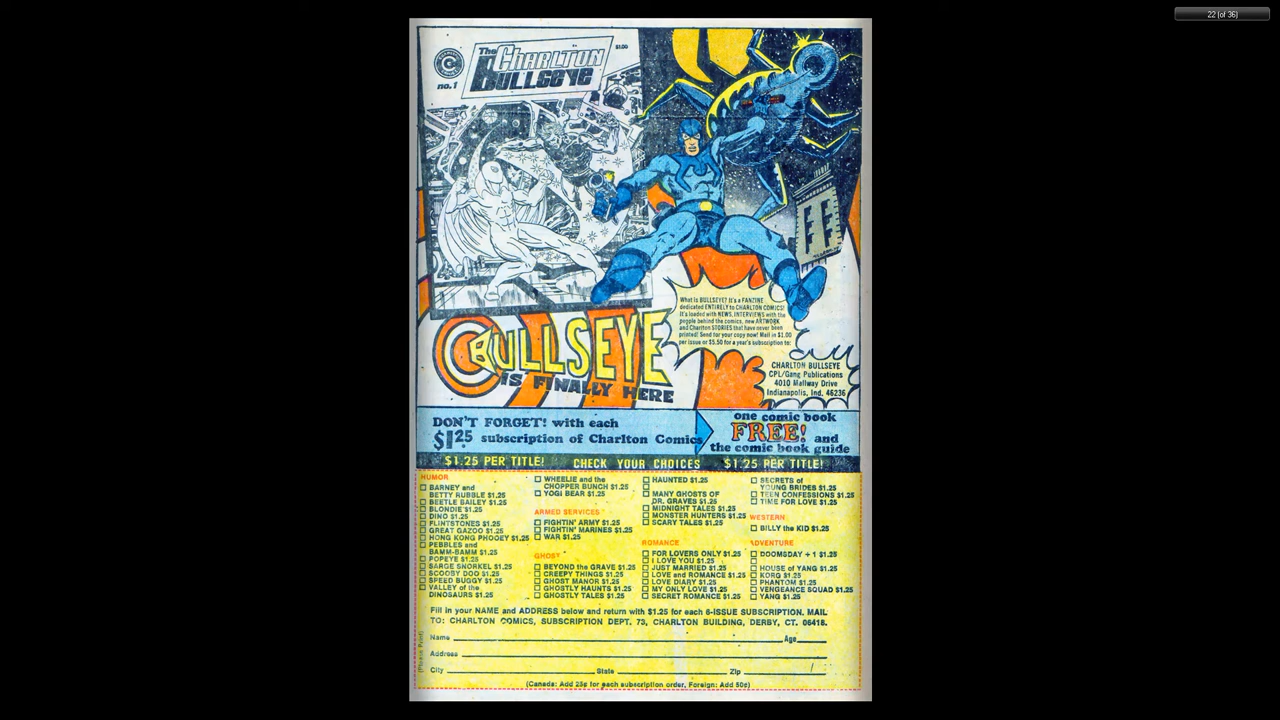 22 (of 36)
The
CHARLTON
BULLSEYE
$1.00
no. 1
What is BULLSEYE? It's a FANZINE
dedicated ENTIRELY to CHARLTON COMICS!
It's loaded with NEWS, INTERVIEWS with the
people behind the comics, new ARTWORK
and Charlton STORIES that have never been
printed! Send for your copy now! Mail in $1.00
per issue or $5.50 for a year's subscription to:
CHARLTON BULLSEYE
CPL/Gang Publications
4010 Mallway Drive
Indianapolis, Ind. 46236
BULLSEYE
IS FINALLY HERE
DON'T FORGET! with each
$1.25 subscription of Charlton Comics
one comic book
FREE! and
the comic book guide
$1.25 PER TITLE! CHECK YOUR CHOICES $1.25 PER TITLE!
HUMOR
BARNEY and
BETTY RUBBLE $1.25
BEETLE BAILEY $1.25
BLONDIE $1.25
DINO $1.25
FLINTSTONES $1.25
GREAT GAZOO $1.25
HONG KONG PHOOEY $1.25
PEBBLES and
BAMM-BAMM $1.25
POPEYE $1.25
SARGE SNORKEL $1.25
SCOOBY DOO $1.25
SPEED BUGGY $1.25
VALLEY of the
DINOSAURS $1.25
WHEELIE and the
CHOPPER BUNCH $1.25
YOGI BEAR $1.25
ARMED SERVICES
FIGHTIN' ARMY $1.25
FIGHTIN' MARINES $1.25
WAR $1.25
GHOST
BEYOND the GRAVE $1.25
CREEPY THINGS $1.25
GHOST MANOR $1.25
GHOSTLY HAUNTS $1.25
GHOSTLY TALES $1.25
HAUNTED $1.25
MANY GHOSTS OF
DR. GRAVES $1.25
MIDNIGHT TALES $1.25
MONSTER HUNTERS $1.25
SCARY TALES $1.25
ROMANCE
FOR LOVERS ONLY $1.25
I LOVE YOU $1.25
JUST MARRIED $1.25
LOVE and ROMANCE $1.25
LOVE DIARY $1.25
MY ONLY LOVE $1.25
SECRET ROMANCE $1.25
SECRETS of
YOUNG BRIDES $1.25
TEEN CONFESSIONS $1.25
TIME FOR LOVE $1.25
WESTERN
BILLY the KID $1.25
ADVENTURE
DOOMSDAY + 1 $1.25
HOUSE of YANG $1.25
KORG $1.25
PHANTOM $1.25
VENGEANCE SQUAD $1.25
YANG $1.25
Fill in your NAME and ADDRESS below and return with $1.25 for each 6-ISSUE SUBSCRIPTION. MAIL
TO: CHARLTON COMICS, SUBSCRIPTION DEPT. 73, CHARLTON BUILDING, DERBY, CT. 06418.
(Please Print)
Name Age
Address
City State Zip
(Canada: Add 25¢ for each subscription order, Foreign: Add 50¢)